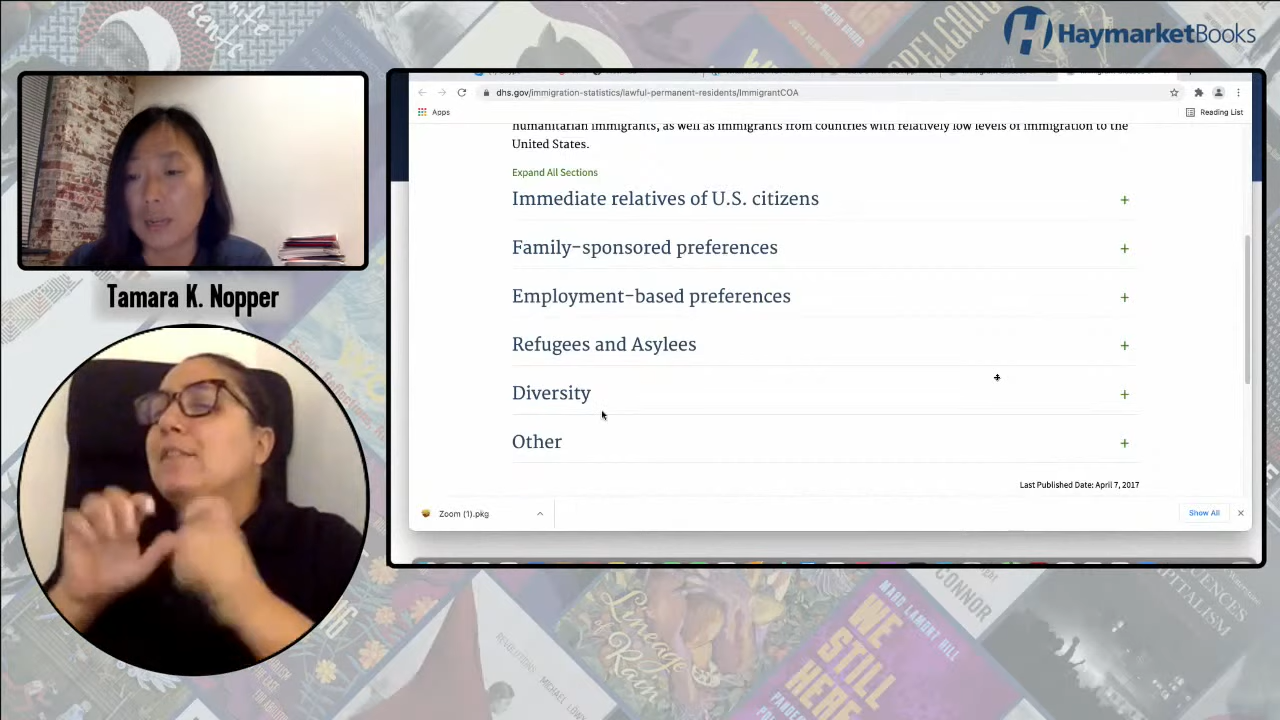 HaymarketBooks
dhs.gov/immigration-statistics/lawful-permanent-residents/ImmigrantCOA
Apps
Reading List
humanitarian immigrants, as well as immigrants from countries with relatively low levels of immigration to the
United States.
Expand All Sections
Immediate relatives of U.S. citizens +
Family-sponsored preferences +
Employment-based preferences +
Refugees and Asylees +
Diversity +
Other +
Last Published Date: April 7, 2017
Zoom (1).pkg
Show All
Tamara K. Nopper
Lineage
of Rain
MARC LAMONT HILL
WE
STILL
HERE
CONNOR
CAPITALISM